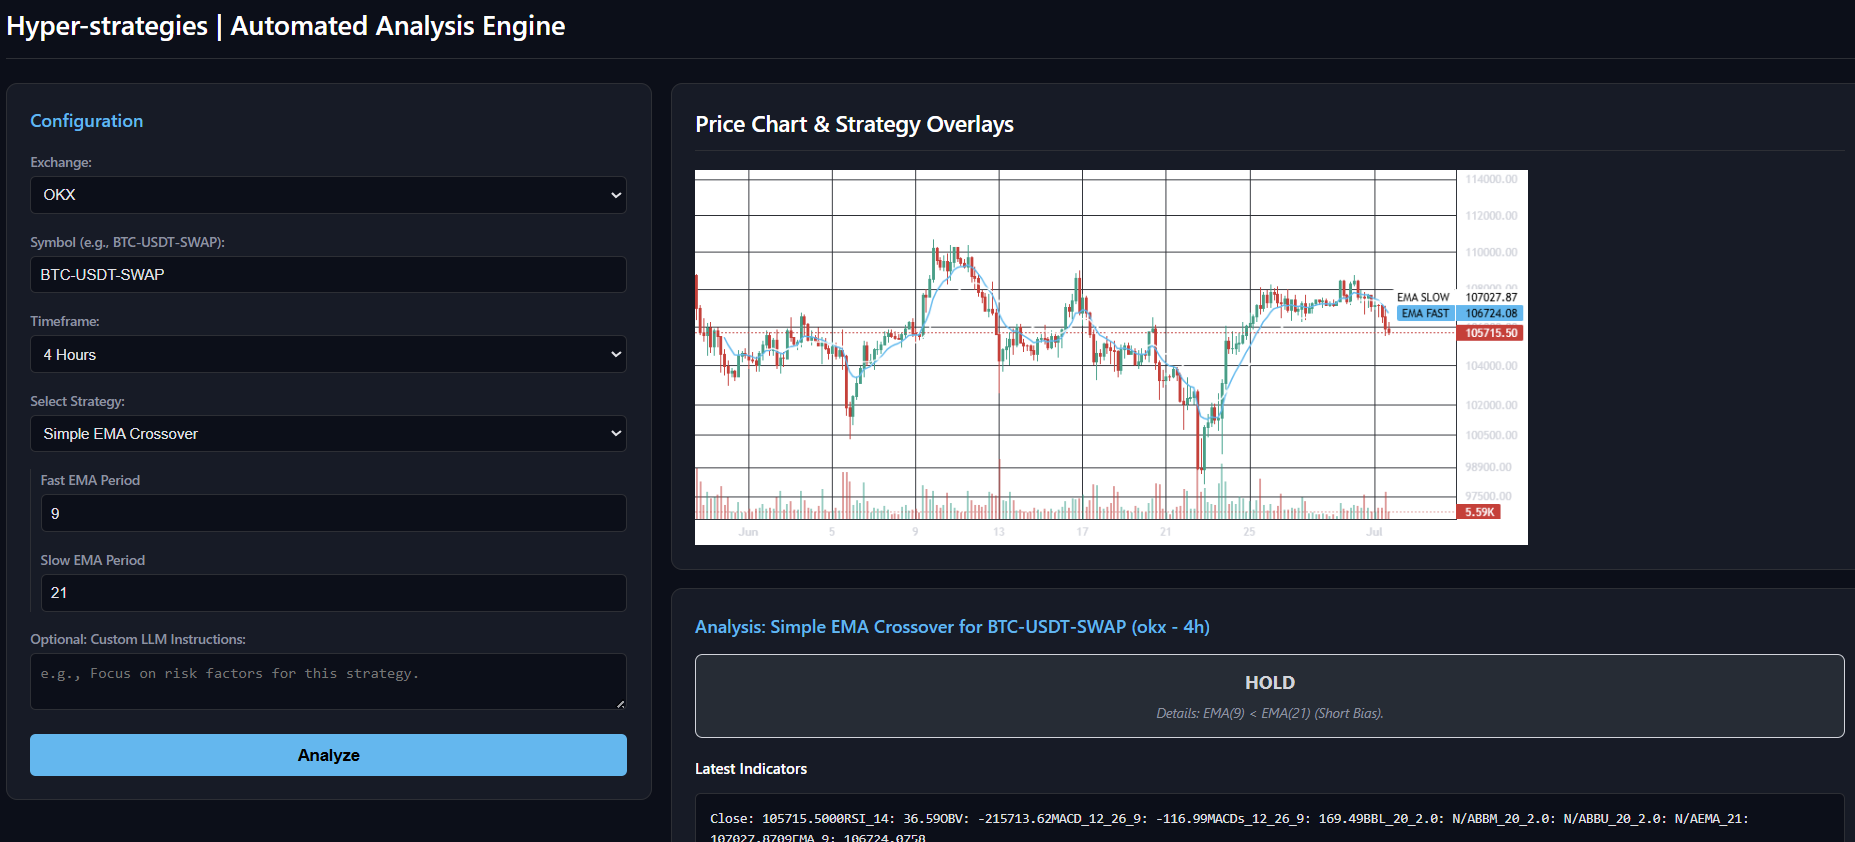 Hyper-strategies | Automated Analysis Engine
Configuration
Exchange:
OKX
Symbol (e.g., BTC-USDT-SWAP):
BTC-USDT-SWAP
Timeframe:
4 Hours
Select Strategy:
Simple EMA Crossover
Fast EMA Period
9
Slow EMA Period
21
Optional: Custom LLM Instructions:
e.g., Focus on risk factors for this strategy.
Analyze
Price Chart & Strategy Overlays
114000.00
112000.00
110000.00
EMA SLOW 107027.87
EMA FAST 106724.08
105715.50
104000.00
102000.00
100500.00
98900.00
97500.00
5.59K
Jun 5 9 13 17 21 25 Jul
Analysis: Simple EMA Crossover for BTC-USDT-SWAP (okx - 4h)
HOLD
Details: EMA(9) < EMA(21) (Short Bias).
Latest Indicators
Close: 105715.5000RSI_14: 36.59OBV: -215713.62MACD_12_26_9: -116.99MACDs_12_26_9: 169.49BBL_20_2.0: N/ABBM_20_2.0: N/ABBU_20_2.0: N/AEMA_21:
107027.8709EMA_9: 106724.0758